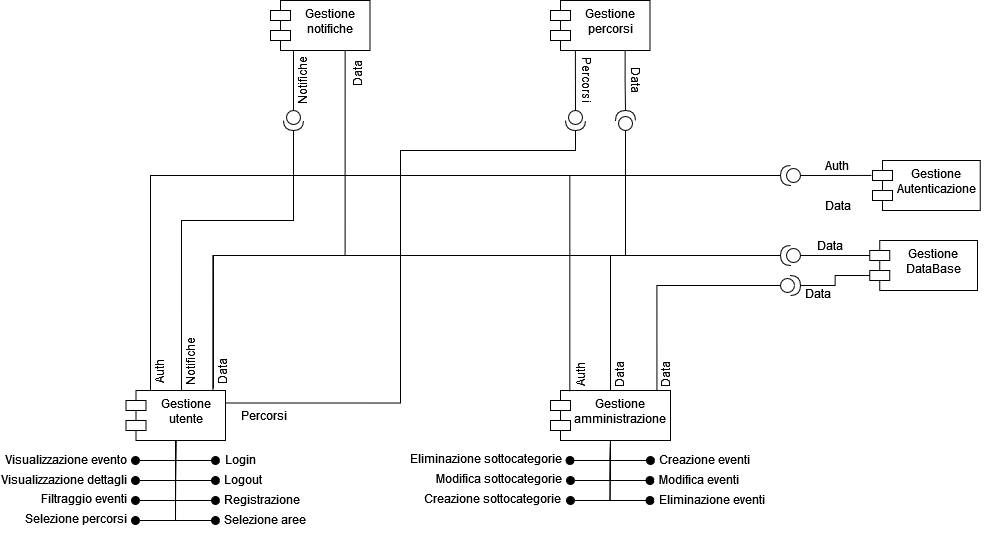 Gestione
notifiche
Gestione
percorsi
Notifiche
Data
Percorsi
Data
Auth
Gestione
Autenticazione
Data
Data
Gestione
DataBase
Data
Auth
Notifiche
Data
Auth
Data
Data
Gestione
utente
Percorsi
Gestione
amministrazione
Visualizzazione evento
Login
Visualizzazione dettagli
Logout
Filtraggio eventi
Registrazione
Selezione percorsi
Selezione aree
Eliminazione sottocategorie
Creazione eventi
Modifica sottocategorie
Modifica eventi
Creazione sottocategorie
Eliminazione eventi